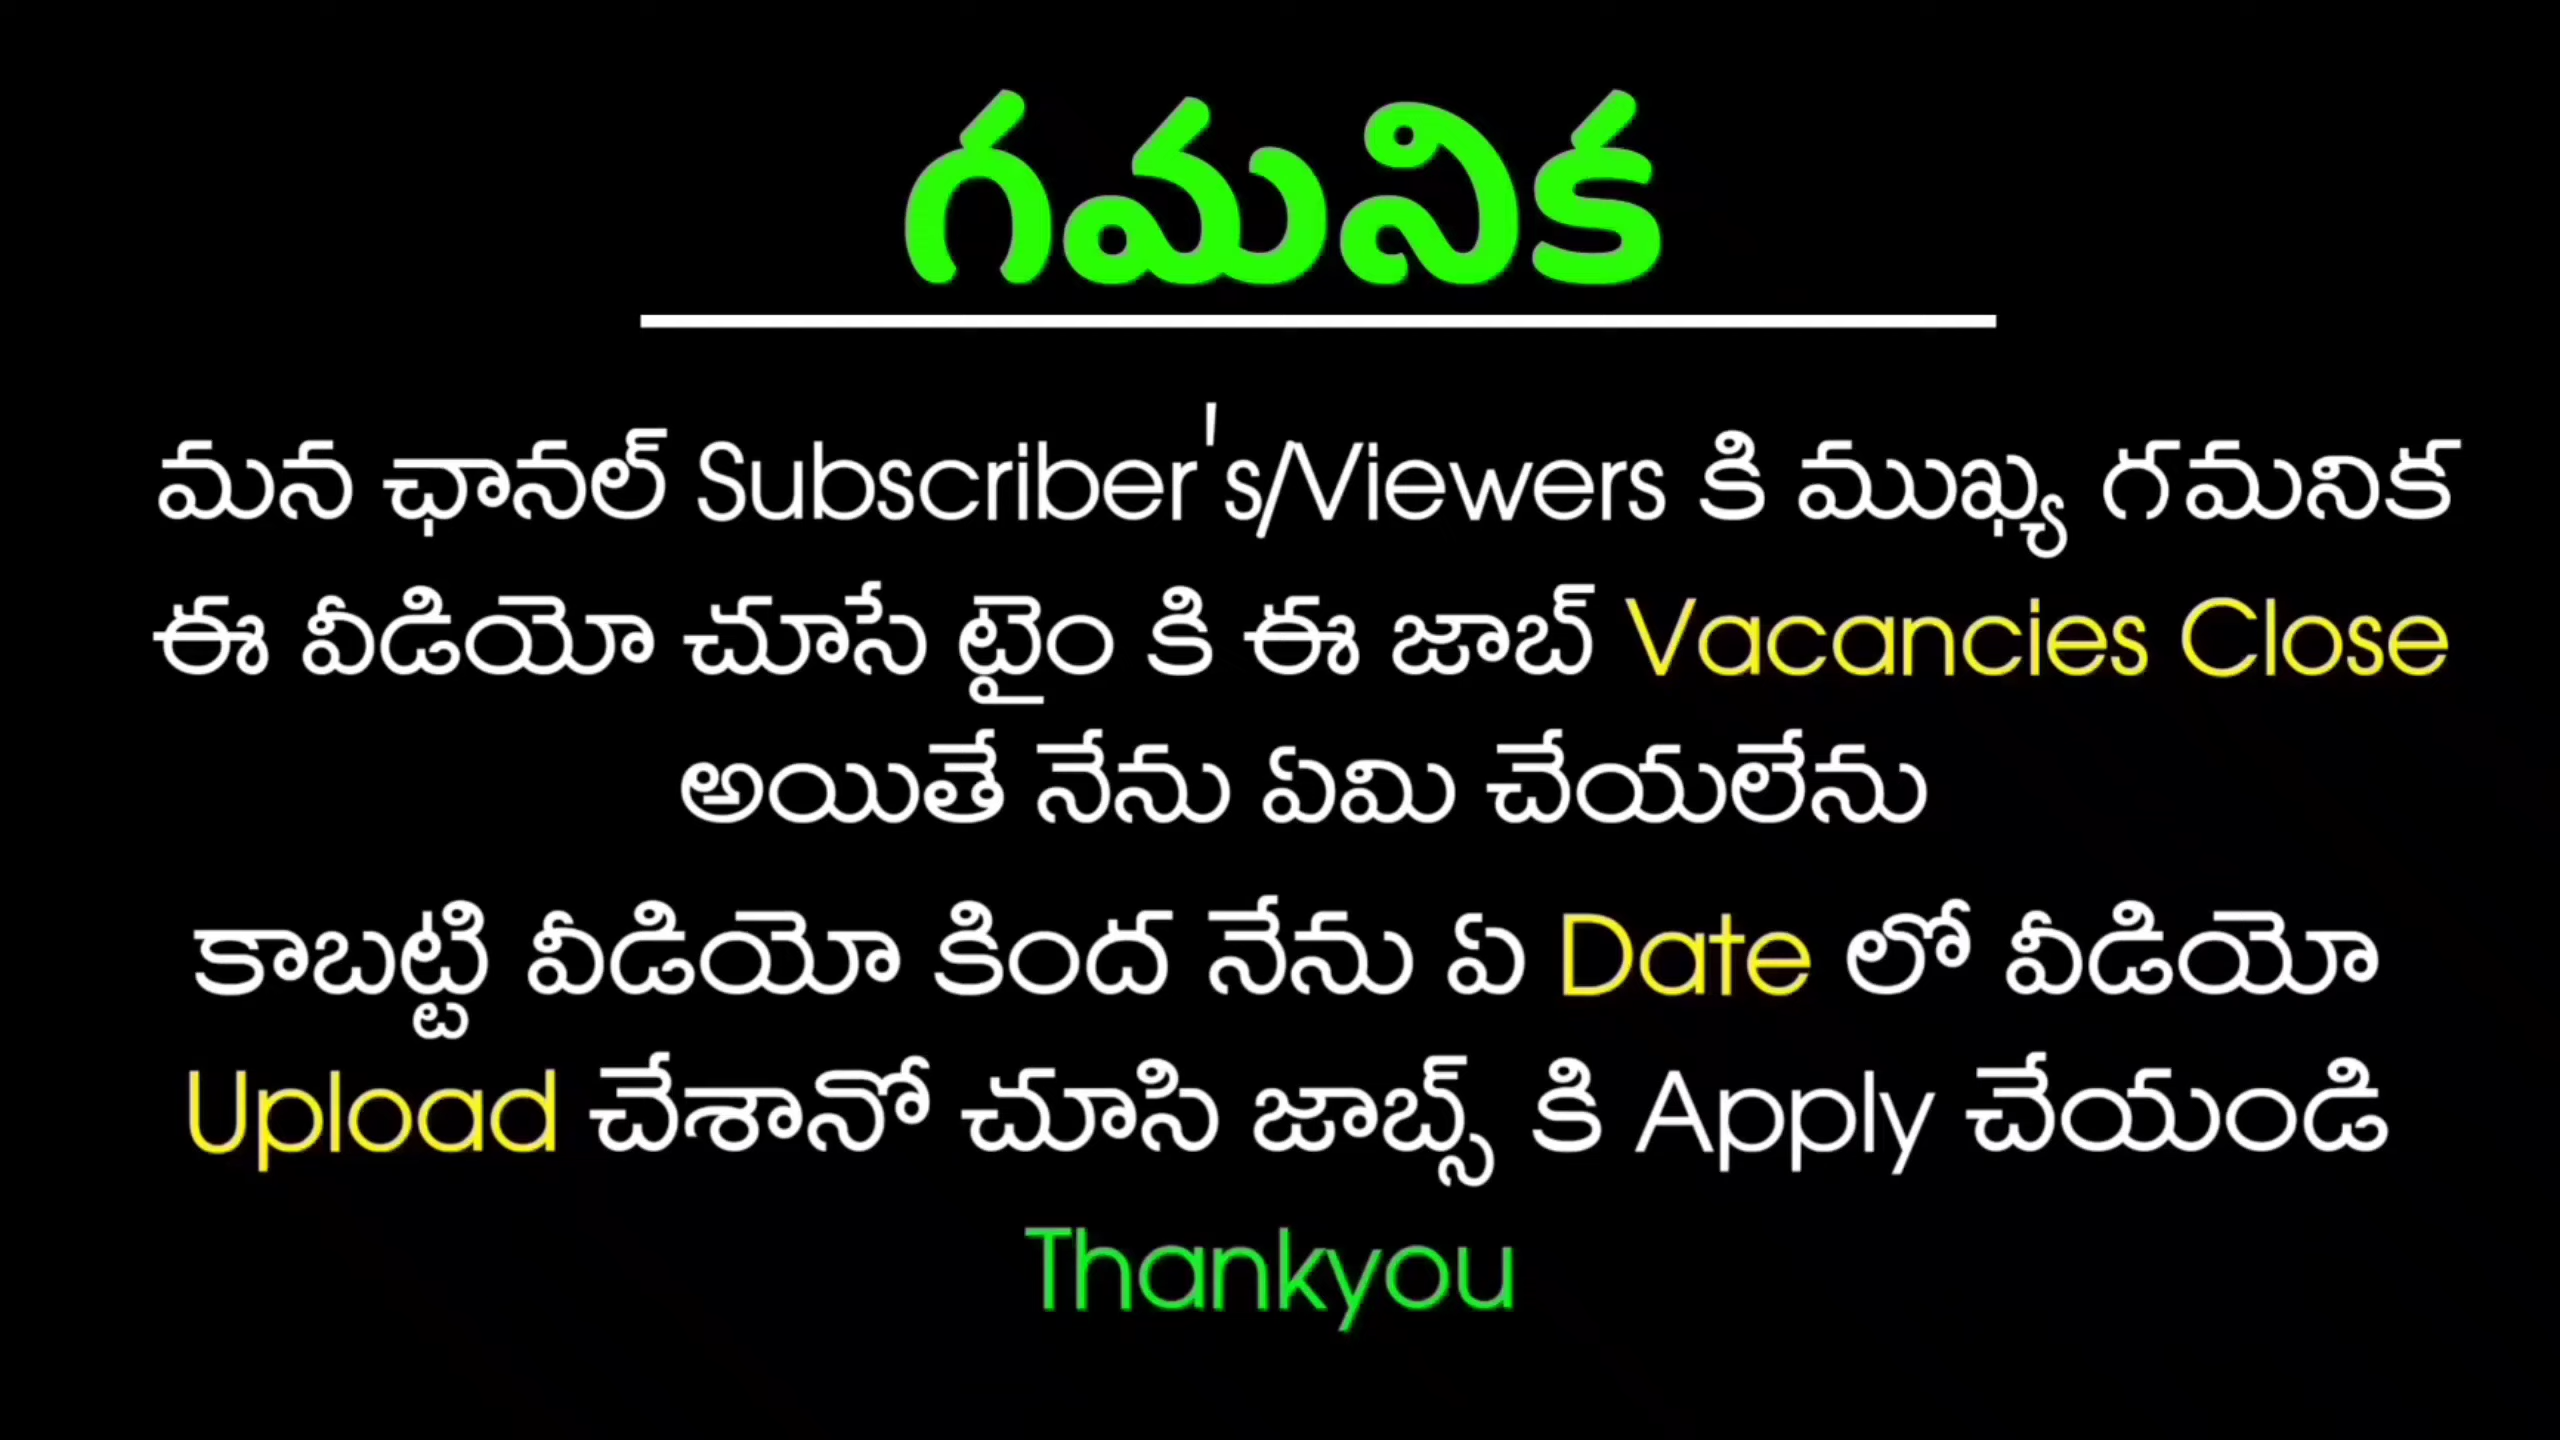 గమనిక
మన ఛానల్ Subscriber's/Viewers కి ముఖ్య గమనిక
ఈ వీడియో చూసే టైం కి ఈ జాబ్ Vacancies Close
అయితే నేను ఏమి చేయలేను
కాబట్టి వీడియో కింద నేను ఏ Date లో వీడియో
Upload చేశానో చూసి జాబ్స్ కి Apply చేయండి
Thankyou